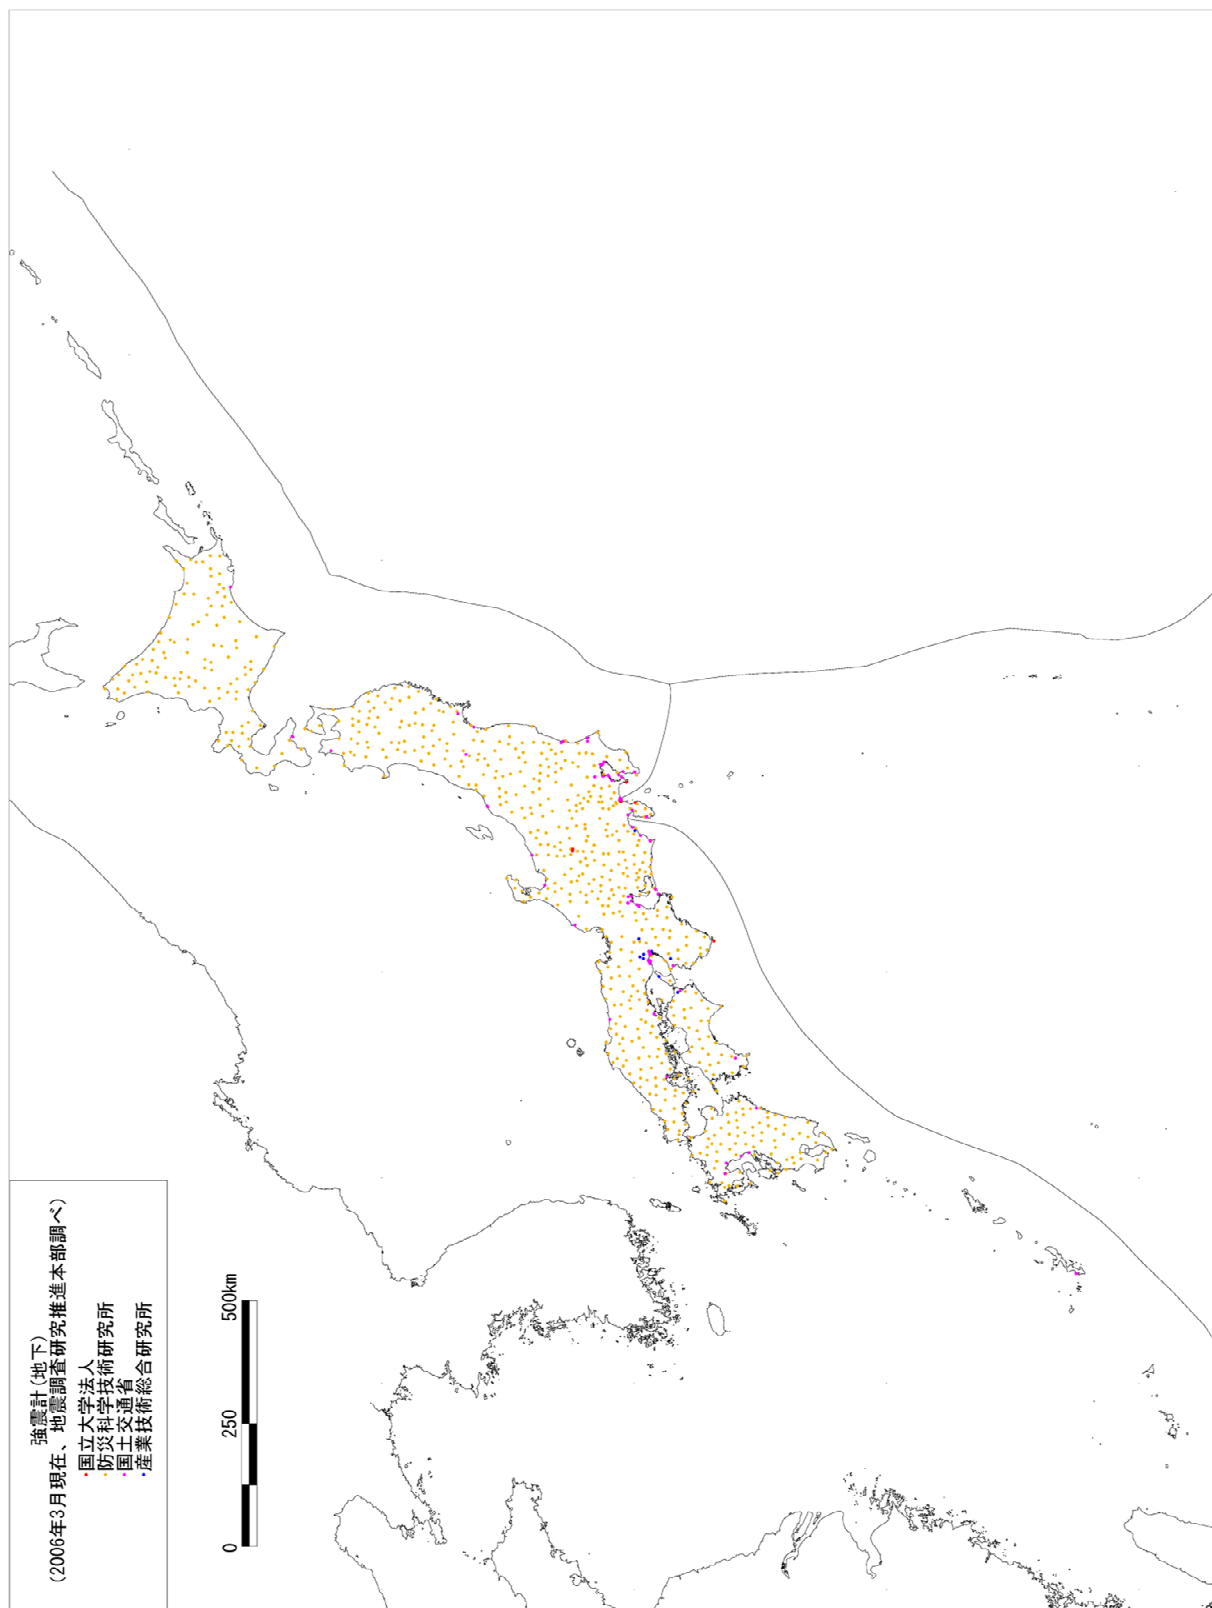 強震計(地下)
(2006年3月現在、地震調査研究推進本部調べ)
国立大学法人
防災科学技術研究所
国土交通省
産業技術総合研究所
0 250 500km